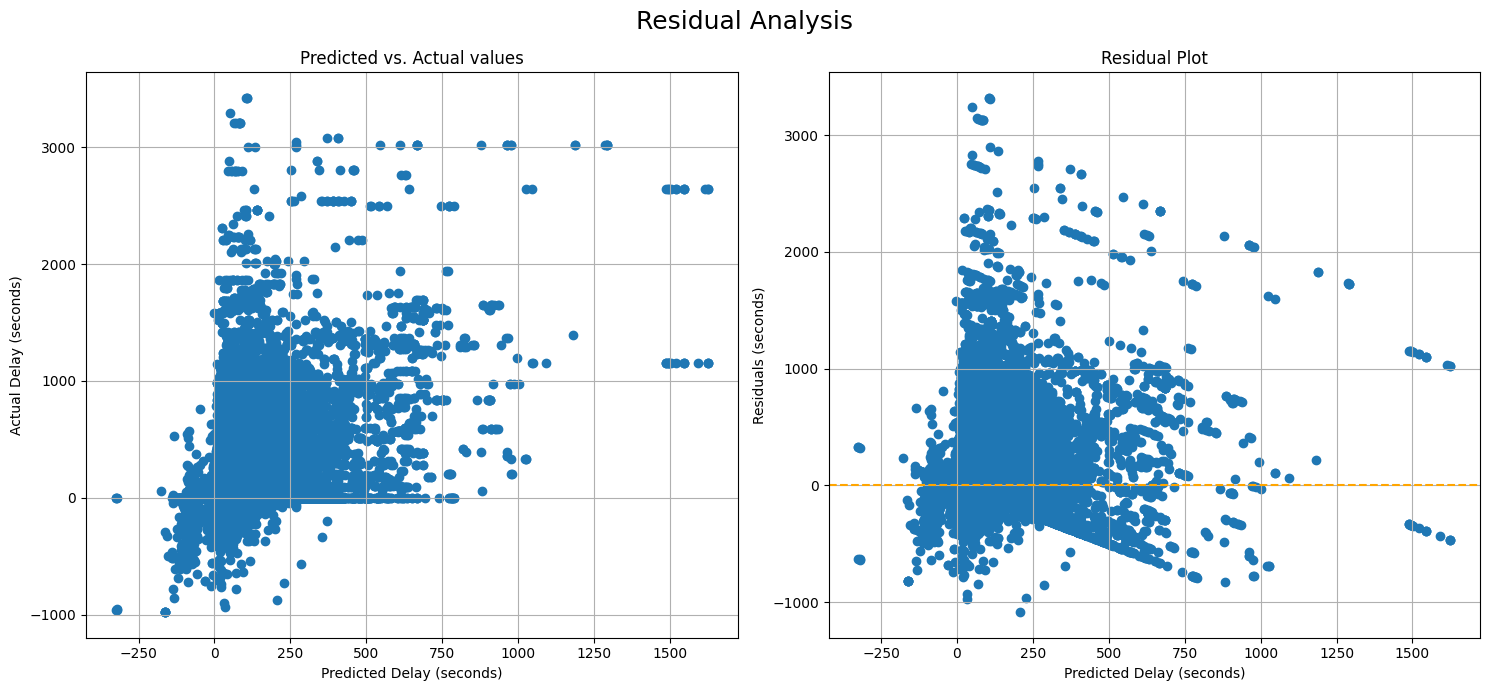 Residual Analysis
Predicted vs. Actual values
Actual Delay (seconds)
3000
2000
1000
0
−1000
−250 0 250 500 750 1000 1250 1500
Predicted Delay (seconds)
Residual Plot
Residuals (seconds)
3000
2000
1000
0
−1000
−250 0 250 500 750 1000 1250 1500
Predicted Delay (seconds)